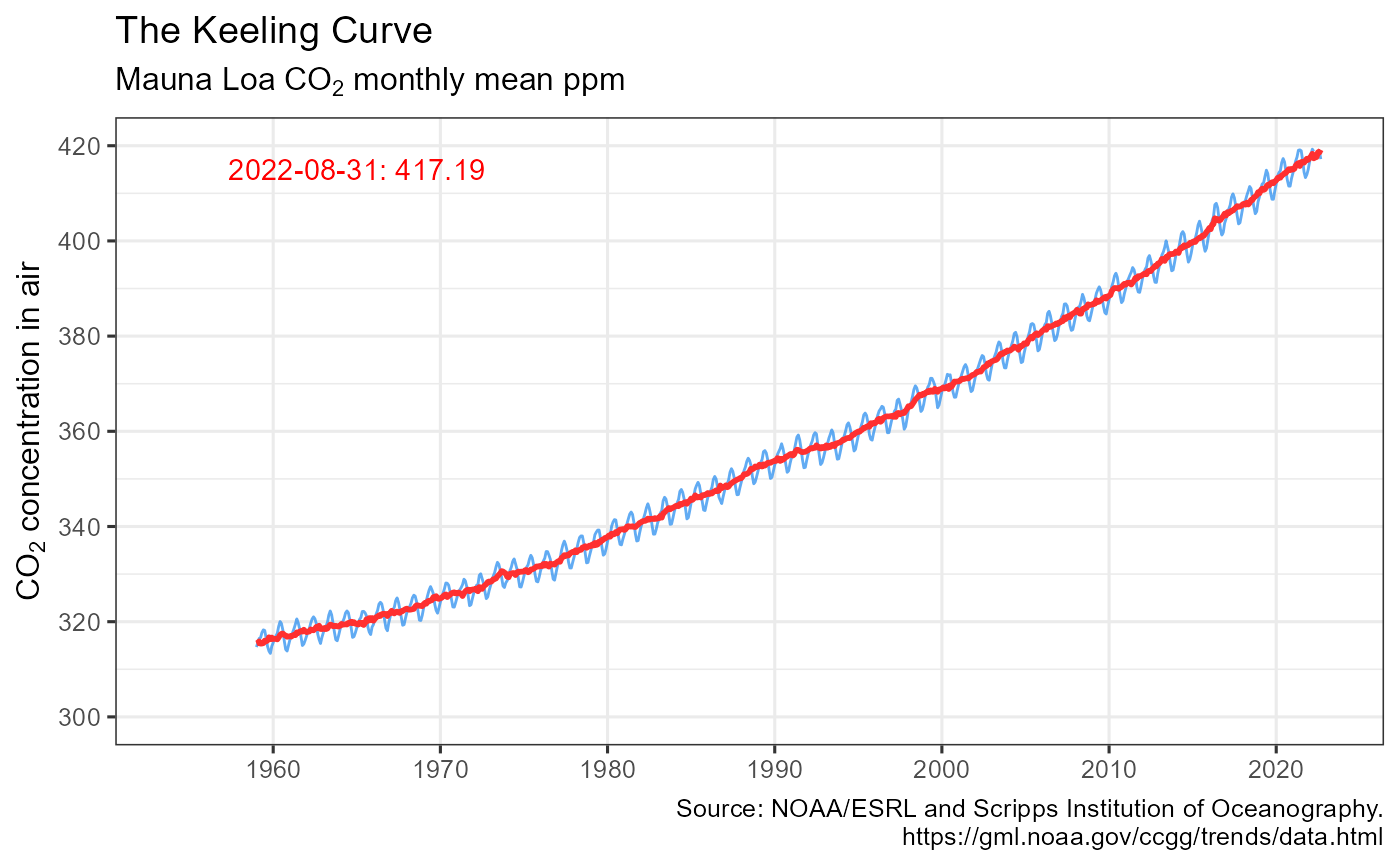 The Keeling Curve
Mauna Loa CO₂ monthly mean ppm
2022-08-31: 417.19
CO₂ concentration in air
420
400
380
360
340
320
300
1960 1970 1980 1990 2000 2010 2020
Source: NOAA/ESRL and Scripps Institution of Oceanography.
https://gml.noaa.gov/ccgg/trends/data.html